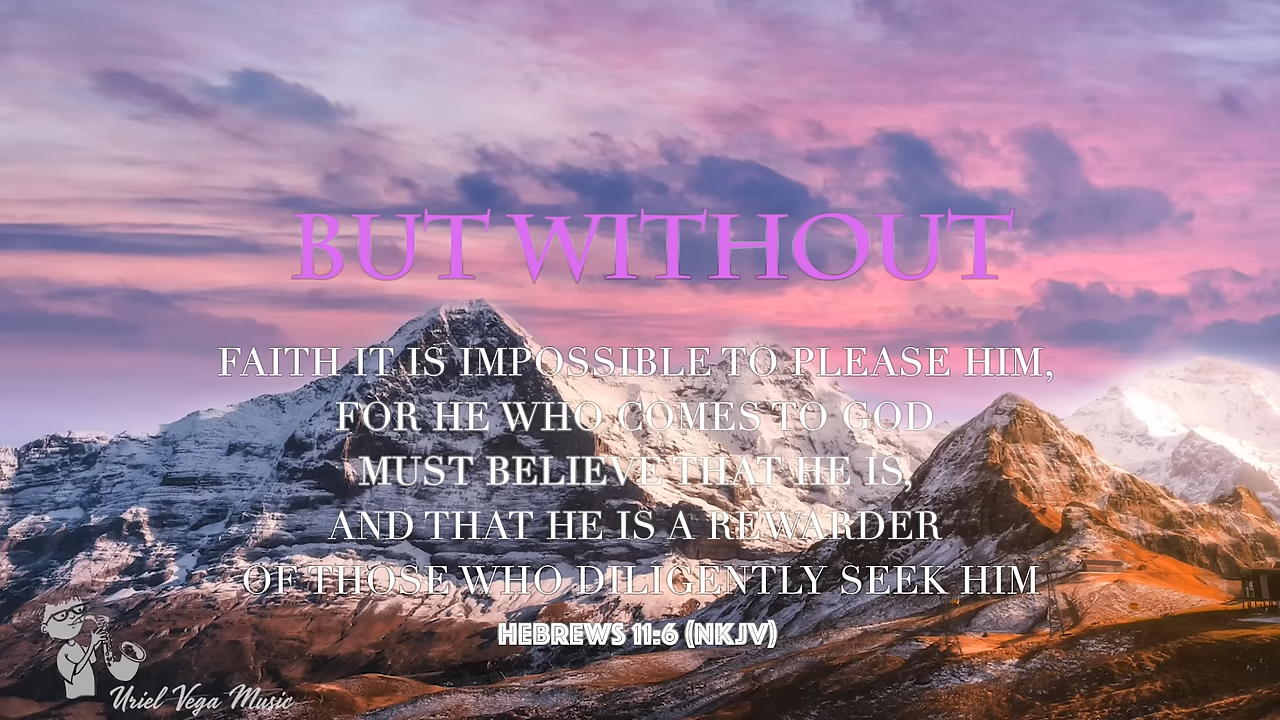 BUT WITHOUT
FAITH IT IS IMPOSSIBLE TO PLEASE HIM,
FOR HE WHO COMES TO GOD
MUST BELIEVE THAT HE IS,
AND THAT HE IS A REWARDER
OF THOSE WHO DILIGENTLY SEEK HIM
HEBREWS 11:6 (NKJV)
Uriel Vega Music